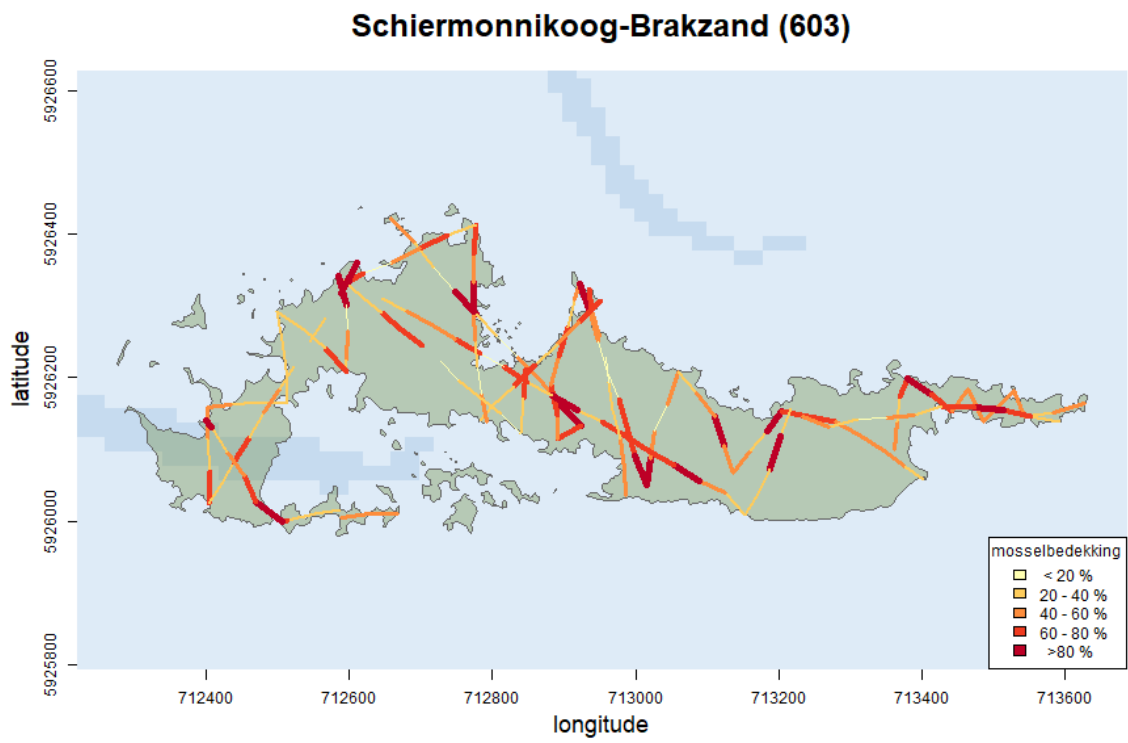 Schiermonnikoog-Brakzand (603)
5926600
5926400
5926200
5926000
5925800
latitude
mosselbedekking
< 20 %
20 - 40 %
40 - 60 %
60 - 80 %
>80 %
712400 712600 712800 713000 713200 713400 713600
longitude